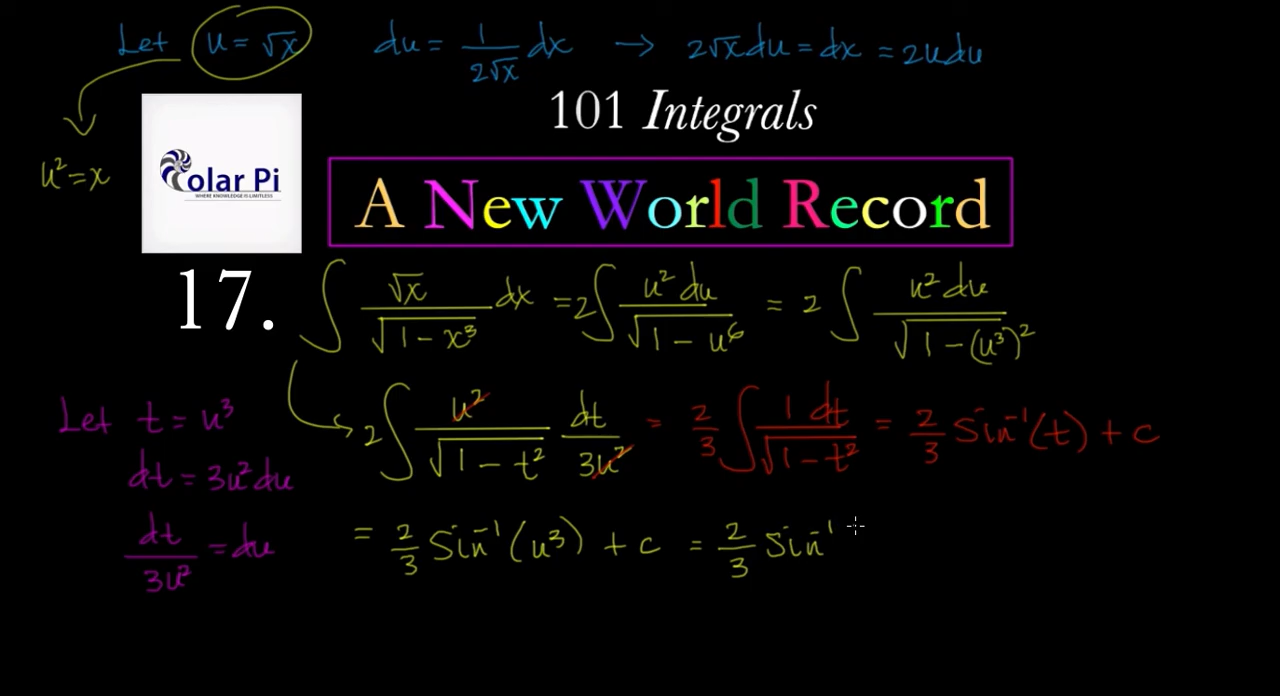 Let u = √x du = 1/(2√x) dx → 2√x du = dx = 2u du
u² = x
olar Pi
WHERE KNOWLEDGE IS LIMITLESS
101 Integrals
A New World Record
17. ∫ √x/√(1 - x³) dx = 2∫ u² du/√(1 - u⁶) = 2 ∫ u² du/√(1 - (u³)²)
Let t = u³
dt = 3u² du
dt/3u² = du
2∫ u²/√(1 - t²) dt/3u² = 2/3 ∫ 1 dt/√(1 - t²) = 2/3 Sin⁻¹(t) + c
= 2/3 Sin⁻¹(u³) + c = 2/3 Sin⁻¹